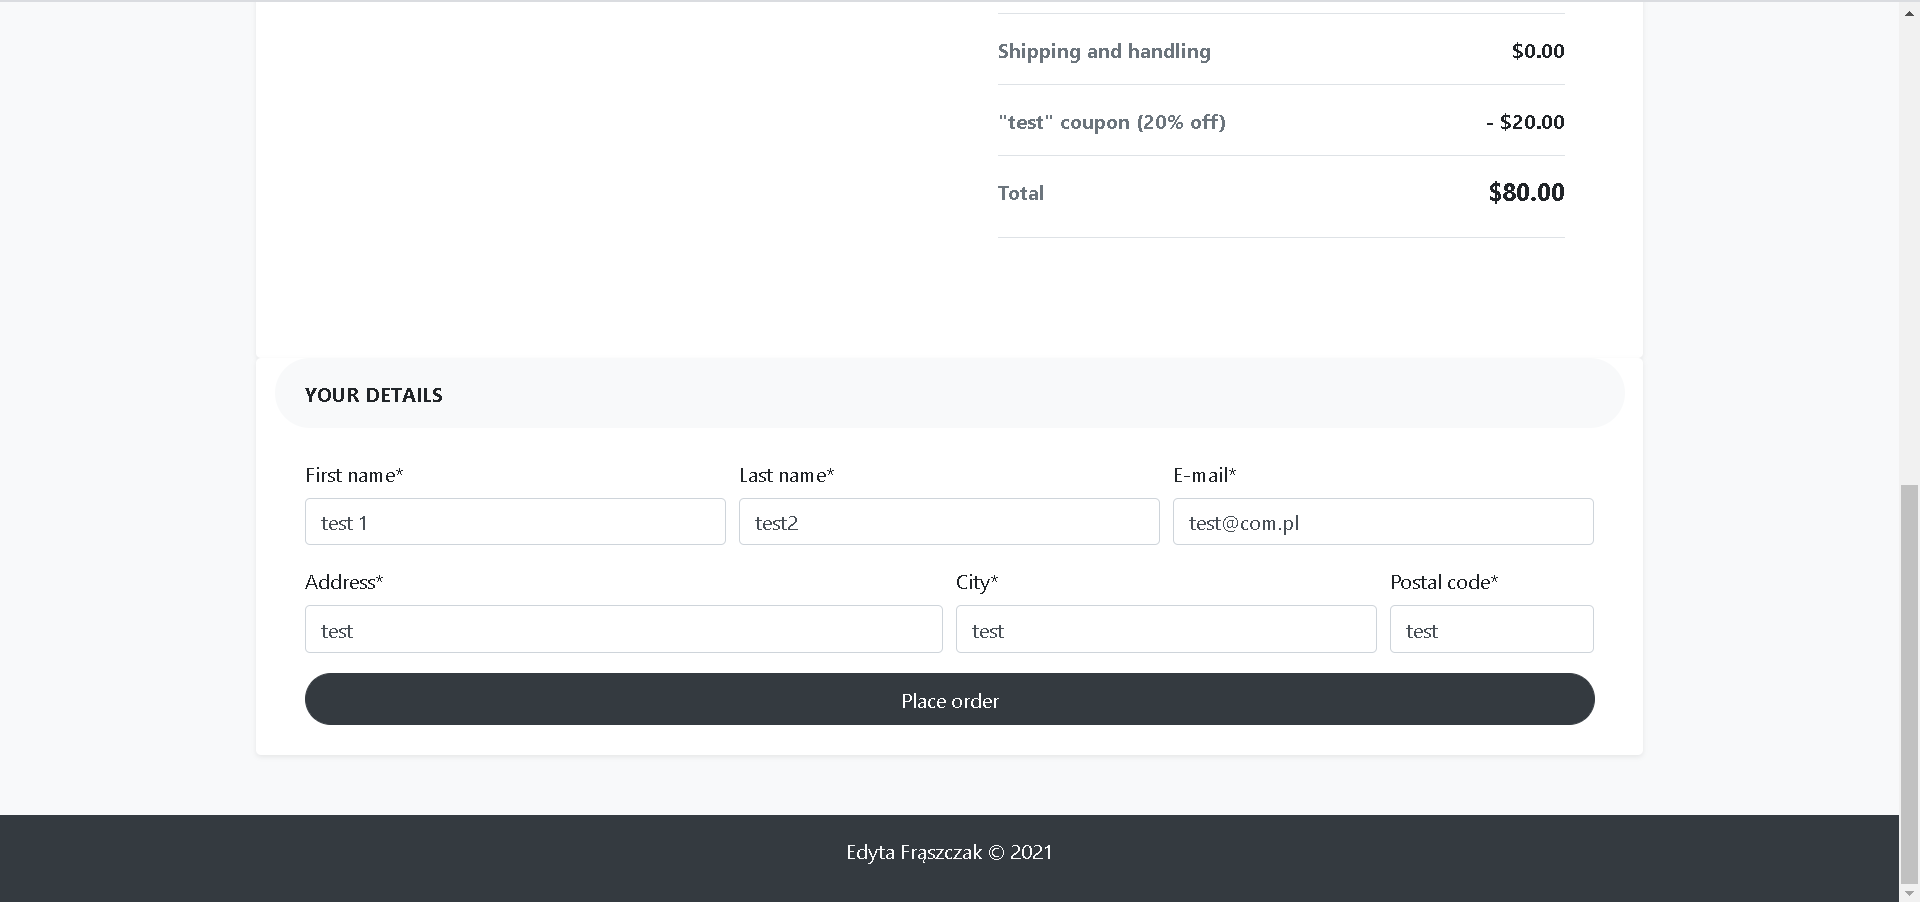 Shipping and handling $0.00
"test" coupon (20% off) - $20.00
Total $80.00
YOUR DETAILS
First name* Last name* E-mail*
test 1 test2 test@com.pl
Address* City* Postal code*
test test test
Place order
Edyta Frąszczak © 2021